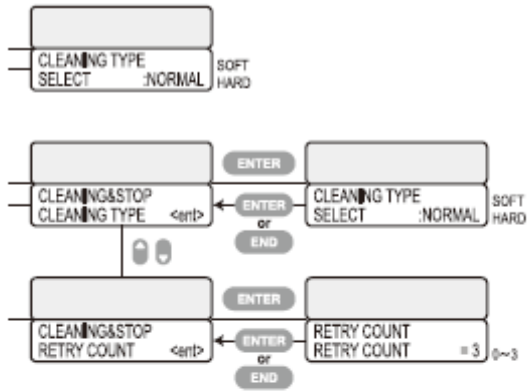 CLEANING TYPE
SELECT :NORMAL
SOFT
HARD
ENTER
CLEANING&STOP
CLEANING TYPE <ent>
ENTER
or
END
CLEANING TYPE
SELECT :NORMAL
SOFT
HARD
ENTER
CLEANING&STOP
RETRY COUNT <ent>
ENTER
or
END
RETRY COUNT
RETRY COUNT = 3
0~3